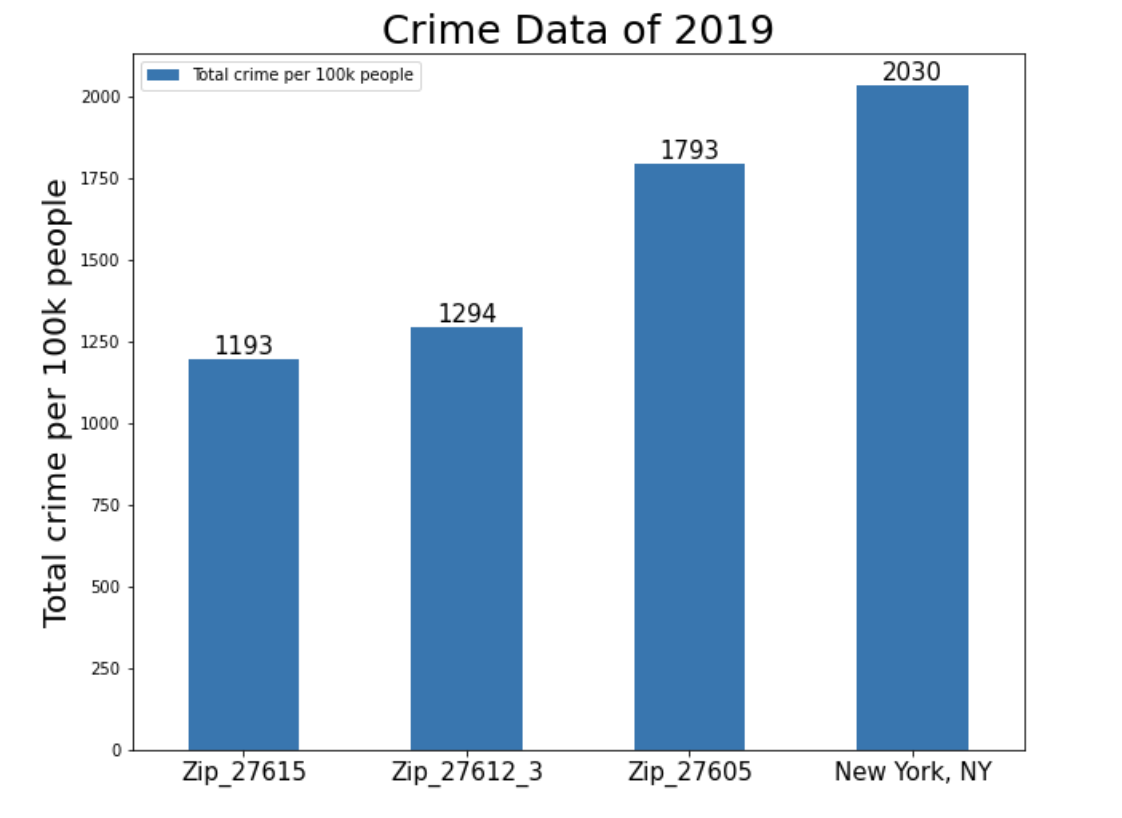 Crime Data of 2019
Total crime per 100k people
Total crime per 100k people
2000
1750
1500
1250
1000
750
500
250
0
1193
1294
1793
2030
Zip_27615
Zip_27612_3
Zip_27605
New York, NY